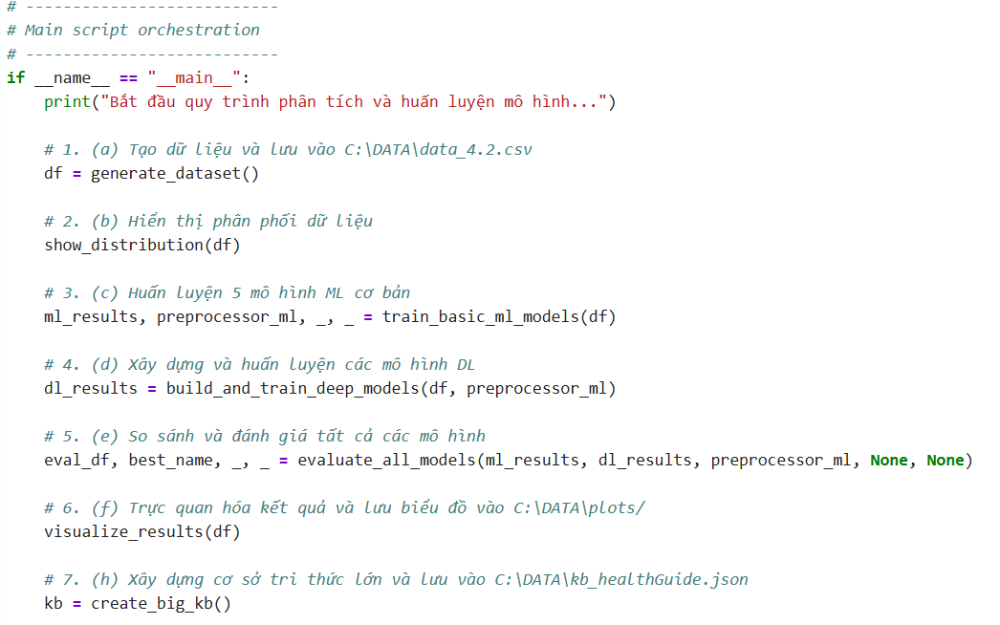 # ---------------------------
# Main script orchestration
# ---------------------------
if __name__ == "__main__":
    print("Bắt đầu quy trình phân tích và huấn luyện mô hình...")

    # 1. (a) Tạo dữ liệu và lưu vào C:\DATA\data_4.2.csv
    df = generate_dataset()

    # 2. (b) Hiển thị phân phối dữ liệu
    show_distribution(df)

    # 3. (c) Huấn luyện 5 mô hình ML cơ bản
    ml_results, preprocessor_ml, _, _ = train_basic_ml_models(df)

    # 4. (d) Xây dựng và huấn luyện các mô hình DL
    dl_results = build_and_train_deep_models(df, preprocessor_ml)

    # 5. (e) So sánh và đánh giá tất cả các mô hình
    eval_df, best_name, _, _ = evaluate_all_models(ml_results, dl_results, preprocessor_ml, None, None)

    # 6. (f) Trực quan hóa kết quả và lưu biểu đồ vào C:\DATA\plots/
    visualize_results(df)

    # 7. (h) Xây dựng cơ sở tri thức lớn và lưu vào C:\DATA\kb_healthGuide.json
    kb = create_big_kb()